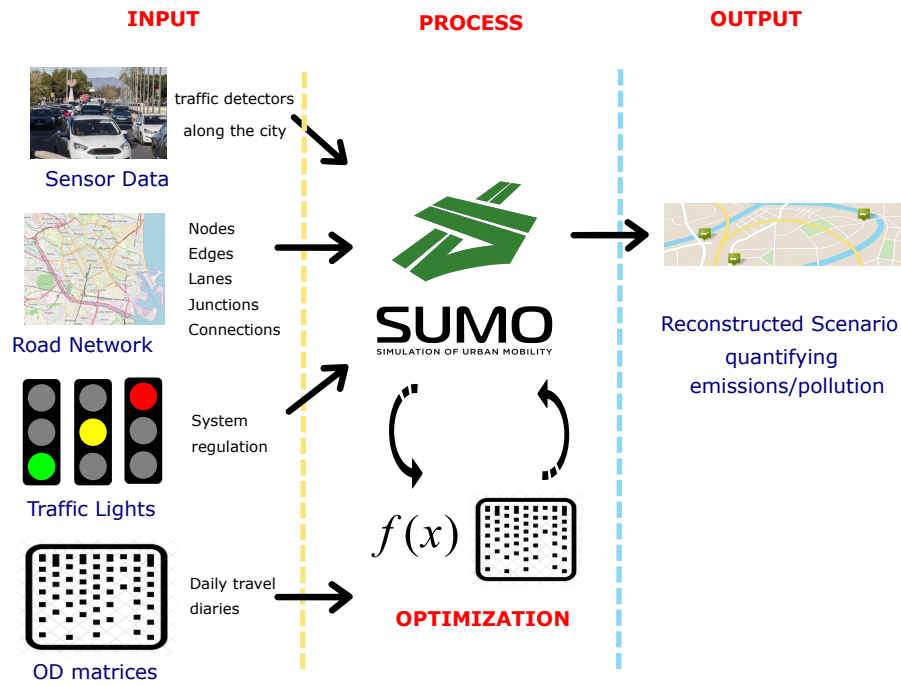 INPUT
PROCESS
OUTPUT
traffic detectors
along the city
Sensor Data
Nodes
Edges
Lanes
Junctions
Connections
Road Network
SUMO
SIMULATION OF URBAN MOBILITY
Reconstructed Scenario
quantifying
emissions/pollution
System
regulation
Traffic Lights
f(x)
Daily travel
diaries
OPTIMIZATION
OD matrices